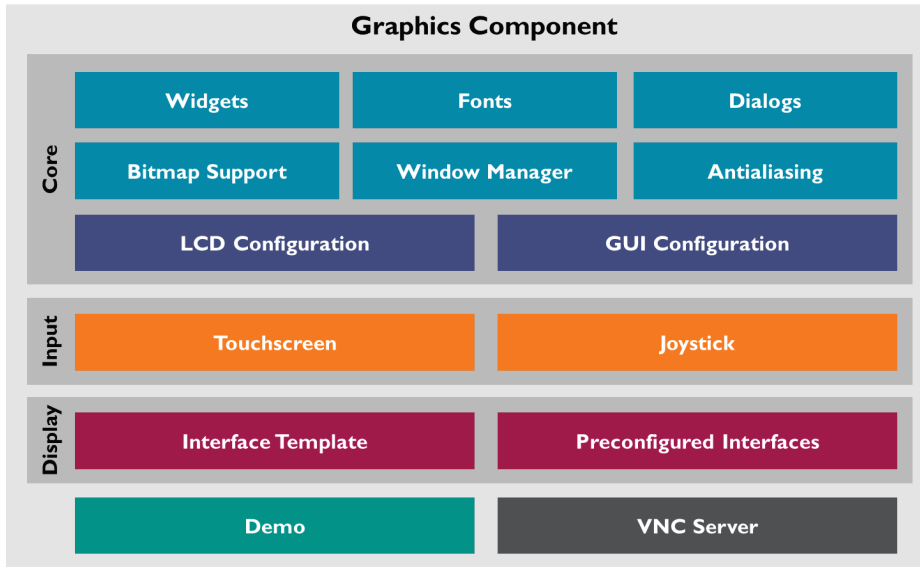 Graphics Component
Core
Widgets
Fonts
Dialogs
Bitmap Support
Window Manager
Antialiasing
LCD Configuration
GUI Configuration
Input
Touchscreen
Joystick
Display
Interface Template
Preconfigured Interfaces
Demo
VNC Server